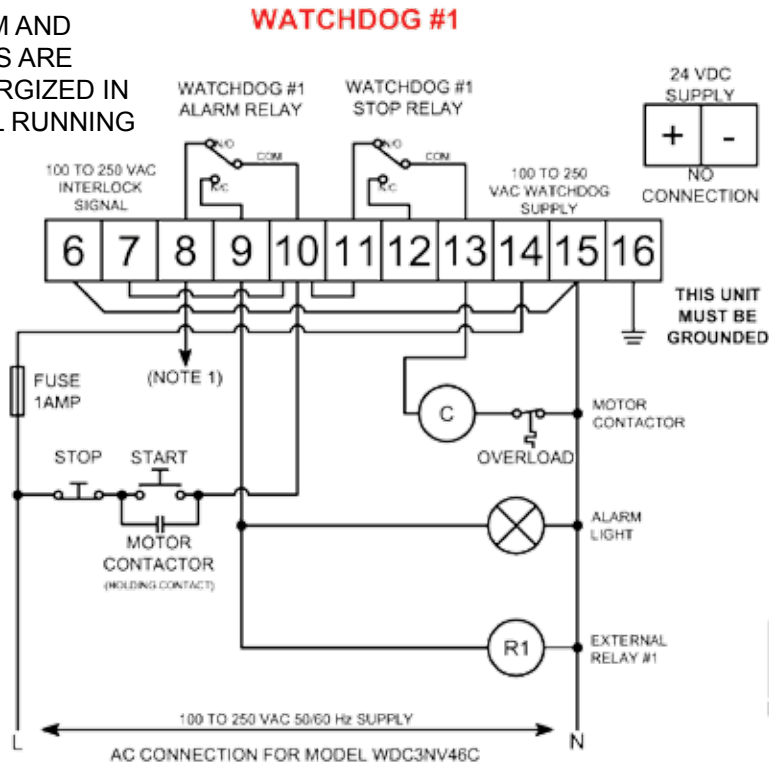 WATCHDOG #1
M AND
S ARE
RGIZED IN
L RUNNING
WATCHDOG #1
ALARM RELAY
WATCHDOG #1
STOP RELAY
24 VDC
SUPPLY
+ -
NO
CONNECTION
N/O
COM
N/C
N/O
COM
N/C
100 TO 250 VAC
INTERLOCK
SIGNAL
100 TO 250
VAC WATCHDOG
SUPPLY
6 7 8 9 10 11 12 13 14 15 16
THIS UNIT
MUST BE
GROUNDED
(NOTE 1)
FUSE
1AMP
C
MOTOR
CONTACTOR
OVERLOAD
STOP
START
MOTOR
CONTACTOR
(HOLDING CONTACT)
ALARM
LIGHT
R1
EXTERNAL
RELAY #1
100 TO 250 VAC 50/60 Hz SUPPLY
L
N
AC CONNECTION FOR MODEL WDC3NV46C